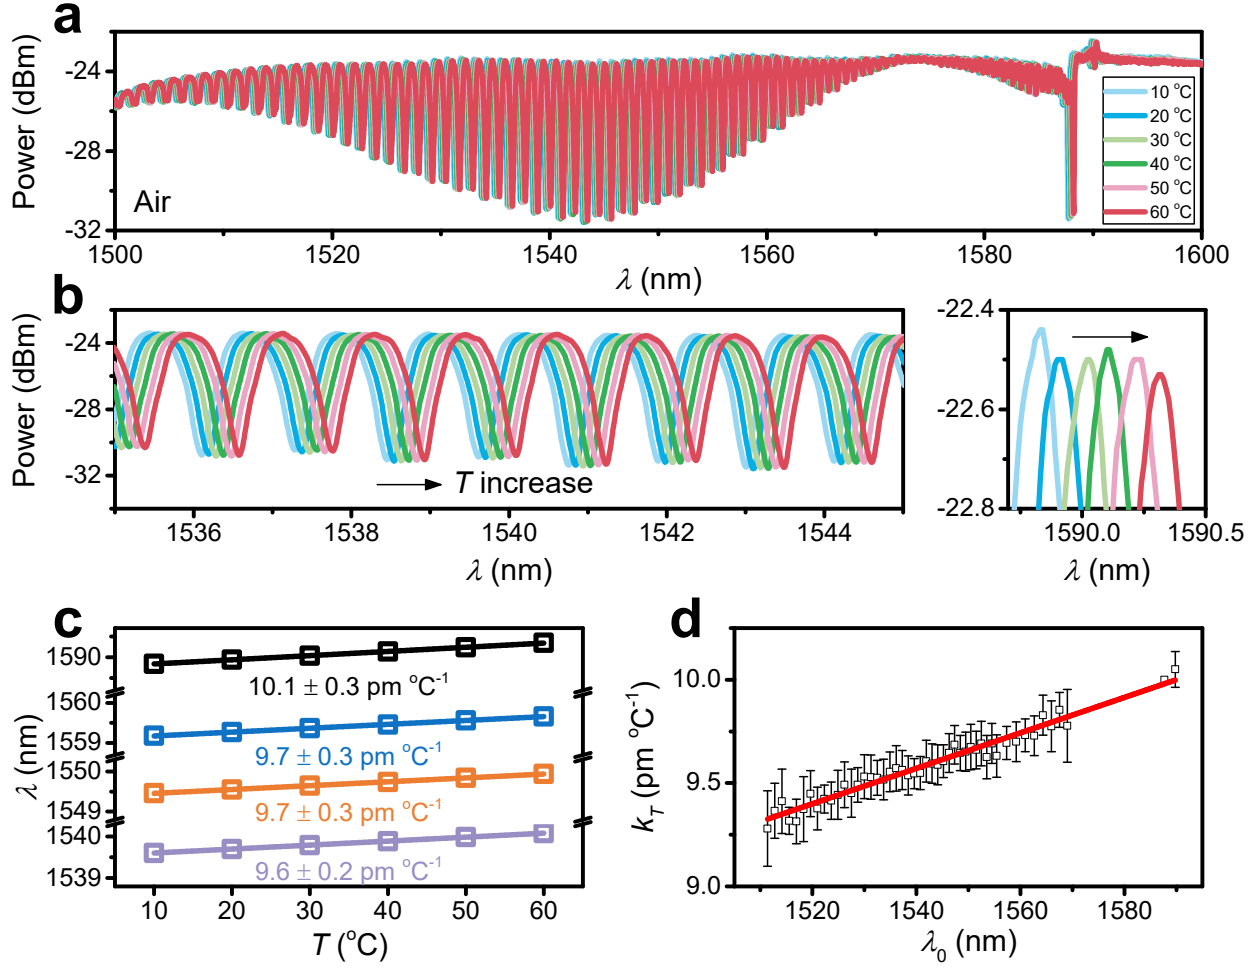 a
Power (dBm)
-24
-28
-32
Air
10 °C
20 °C
30 °C
40 °C
50 °C
60 °C
1500
1520
1540
1560
1580
1600
λ (nm)
b
Power (dBm)
-24
-28
-32
T increase
1536
1538
1540
1542
1544
λ (nm)
-22.4
-22.6
-22.8
1590.0
1590.5
λ (nm)
c
λ (nm)
1590
1560
1559
1550
1549
1540
1539
10.1 ± 0.3 pm °C⁻¹
9.7 ± 0.3 pm °C⁻¹
9.7 ± 0.3 pm °C⁻¹
9.6 ± 0.2 pm °C⁻¹
10
20
30
40
50
60
T (°C)
d
k_T (pm °C⁻¹)
10.0
9.5
9.0
1520
1540
1560
1580
λ₀ (nm)